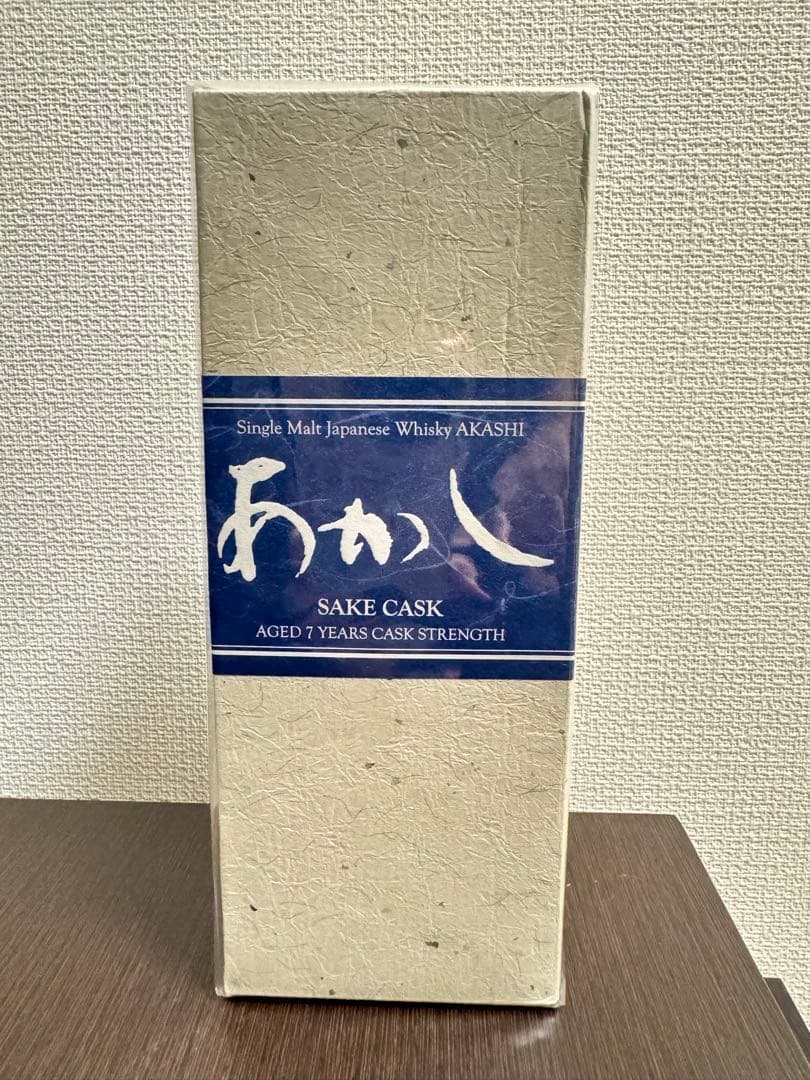 Single Malt Japanese Whisky AKASHI
あかし
SAKE CASK
AGED 7 YEARS CASK STRENGTH